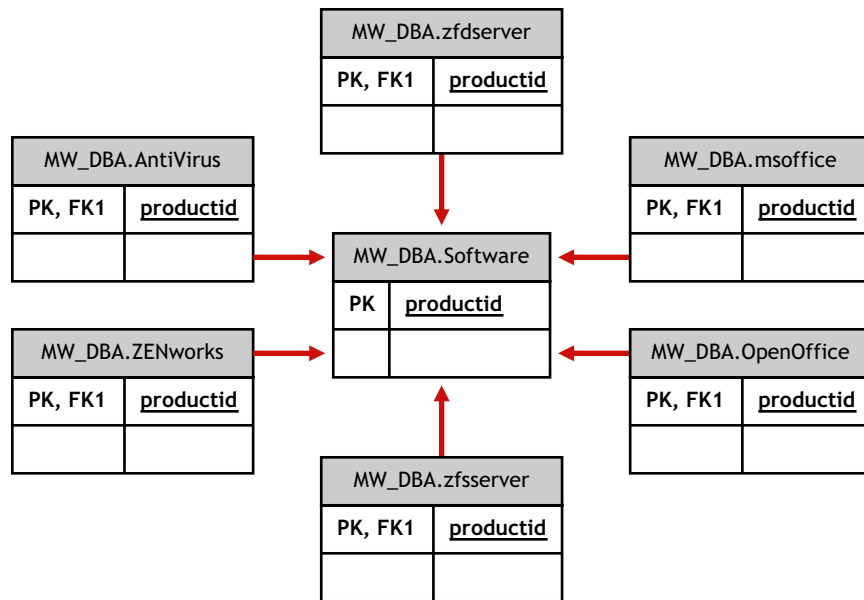 MW_DBA.zfdserver
PK, FK1 productid
MW_DBA.AntiVirus
PK, FK1 productid
MW_DBA.msoffice
PK, FK1 productid
MW_DBA.Software
PK productid
MW_DBA.ZENworks
PK, FK1 productid
MW_DBA.OpenOffice
PK, FK1 productid
MW_DBA.zfsserver
PK, FK1 productid